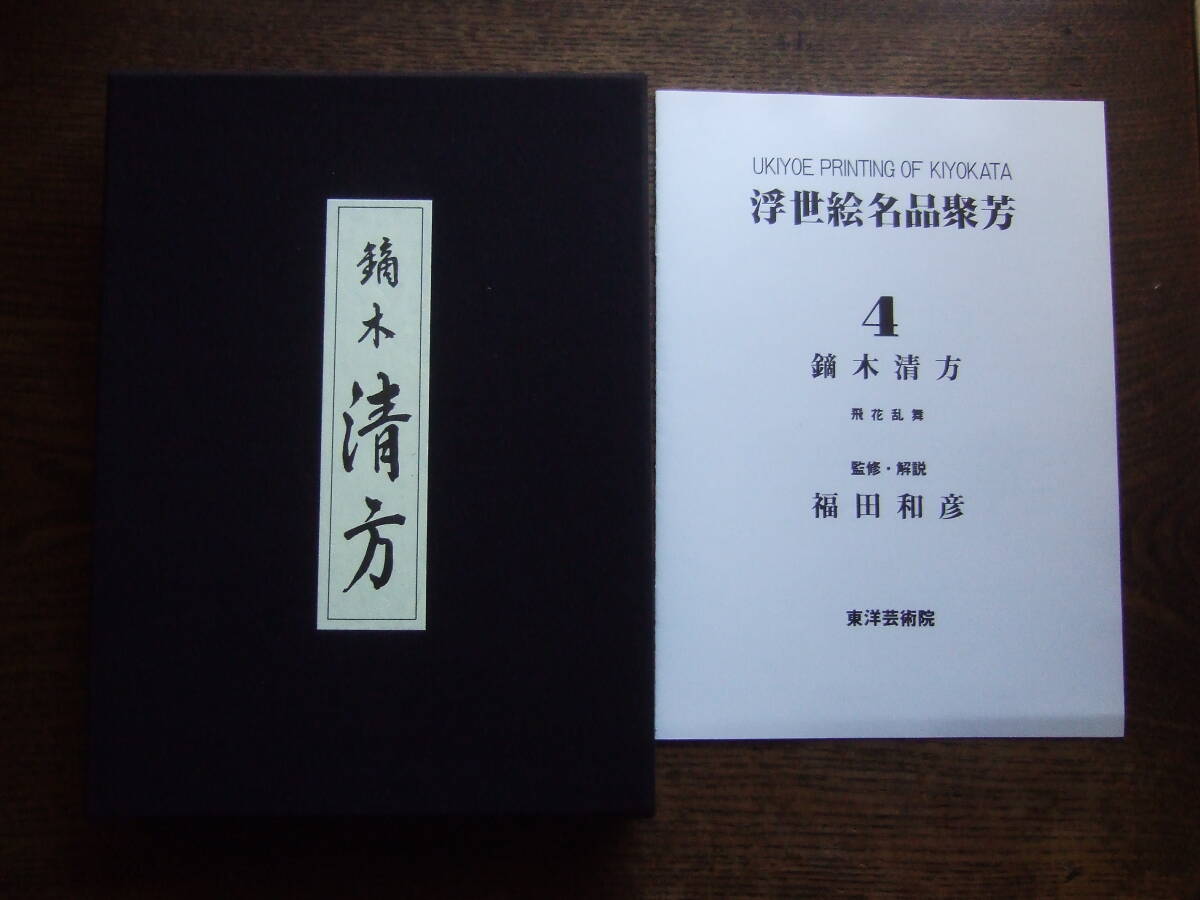 鏑木清方
UKIYOE PRINTING OF KIYOKATA
浮世絵名品聚芳
4
鏑木清方
飛花乱舞
監修・解説
福田和彦
東洋芸術院